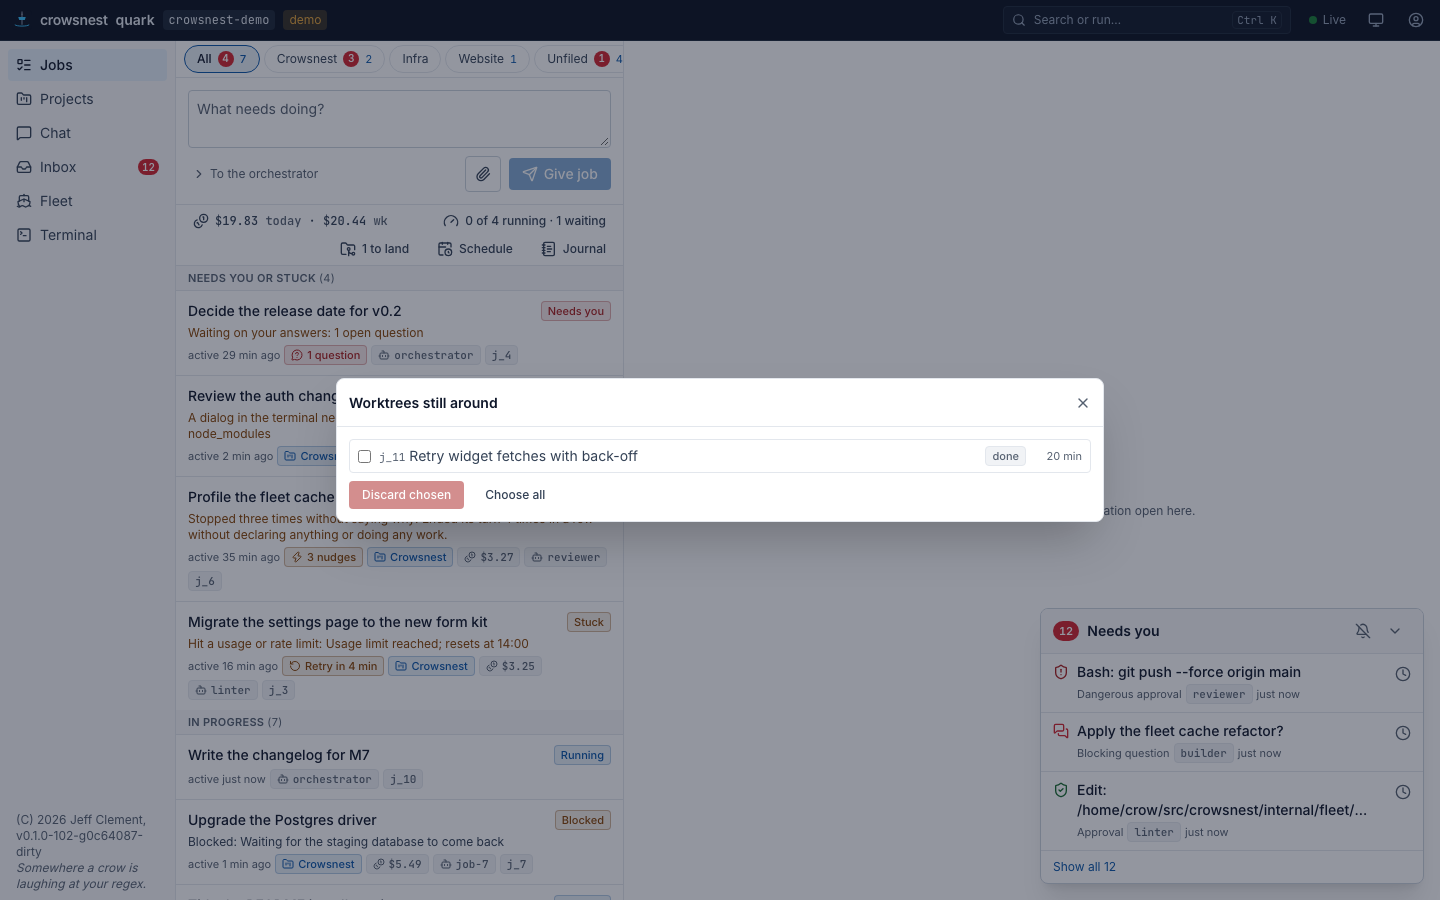 crowsnest quark crowsnest-demo demo
Search or run... Ctrl K Live
Jobs
Projects
Chat
Inbox 12
Fleet
Terminal
(C) 2026 Jeff Clement,
v0.1.0-102-g0c64087-
dirty
Somewhere a crow is
laughing at your regex.
All 4 7 Crowsnest 3 2 Infra Website 1 Unfiled 1 4
What needs doing?
To the orchestrator Give job
$19.83 today · $20.44 wk 0 of 4 running · 1 waiting
1 to land Schedule Journal
NEEDS YOU OR STUCK (4)
Decide the release date for v0.2 Needs you
Waiting on your answers: 1 open question
active 29 min ago 1 question orchestrator j_4
Review the auth chang
A dialog in the terminal ne
node_modules
active 2 min ago Crows
Profile the fleet cache
Stopped three times without
without declaring anything or doing any work.
active 35 min ago 3 nudges Crowsnest $3.27 reviewer
j_6
Migrate the settings page to the new form kit Stuck
Hit a usage or rate limit: Usage limit reached; resets at 14:00
active 16 min ago Retry in 4 min Crowsnest $3.25
linter j_3
IN PROGRESS (7)
Write the changelog for M7 Running
active just now orchestrator j_10
Upgrade the Postgres driver Blocked
Blocked: Waiting for the staging database to come back
active 1 min ago Crowsnest $5.49 job-7 j_7
Worktrees still around
j_11 Retry widget fetches with back-off done 20 min
Discard chosen Choose all
ation open here.
12 Needs you
Bash: git push --force origin main
Dangerous approval reviewer just now
Apply the fleet cache refactor?
Blocking question builder just now
Edit:
/home/crow/src/crowsnest/internal/fleet/...
Approval linter just now
Show all 12